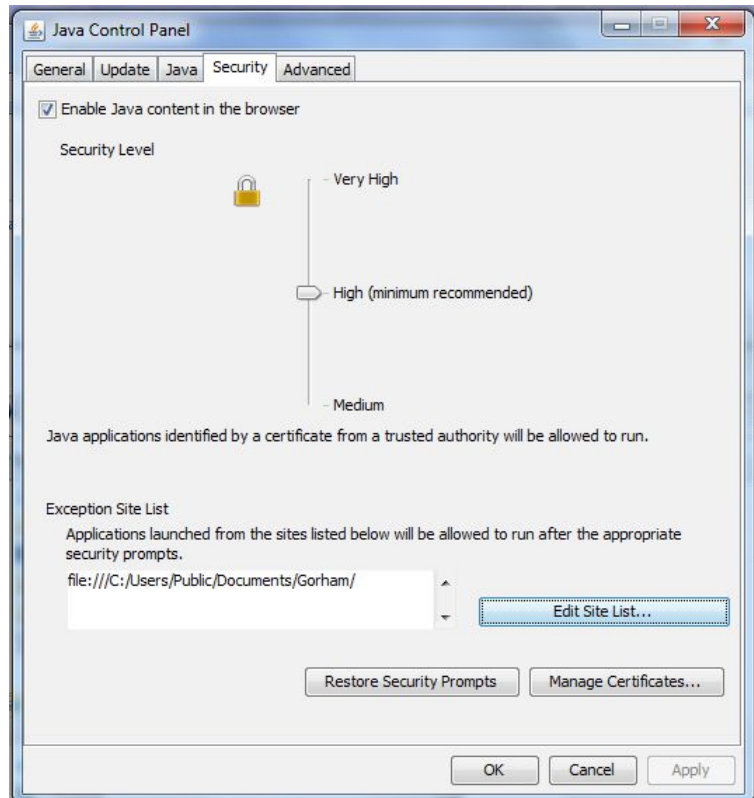 Java Control Panel
General Update Java Security Advanced
Enable Java content in the browser
Security Level
Very High
High (minimum recommended)
Medium
Java applications identified by a certificate from a trusted authority will be allowed to run.
Exception Site List
Applications launched from the sites listed below will be allowed to run after the appropriate
security prompts.
file:///C:/Users/Public/Documents/Gorham/
Edit Site List...
Restore Security Prompts Manage Certificates...
OK Cancel Apply